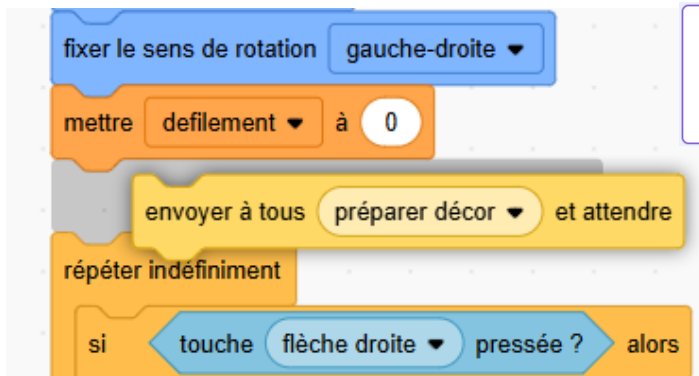 fixer le sens de rotation gauche-droite
mettre defilement à 0
envoyer à tous préparer décor et attendre
répéter indéfiniment
si touche flèche droite pressée ? alors